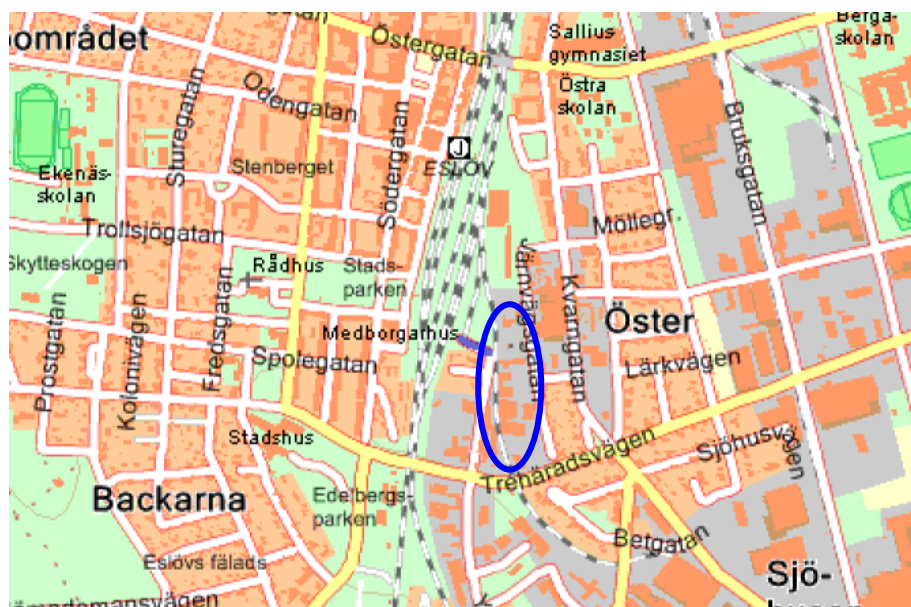 området
Östergatan
Sallius-
gymnasiet
Berga-
skolan
Odengatan
Östra
skolan
Sturegatan
Stenberget
Södergatan
J
ESLÖV
Bruksgatan
Ekenäs-
skolan
Trollsjögatan
Möllegr.
Skytteskogen
Rådhus
Stads-
parken
Järnvägsgatan
Kvarngatan
Prostgatan
Kolonivägen
Fredsgatan
Medborgarhus
Öster
Spolegatan
Lärkvägen
Stadshus
Trehäradsvägen
Sjöhusvägen
Backarna
Edelbergs-
parken
Betgatan
Eslövs fälads
Sjö-